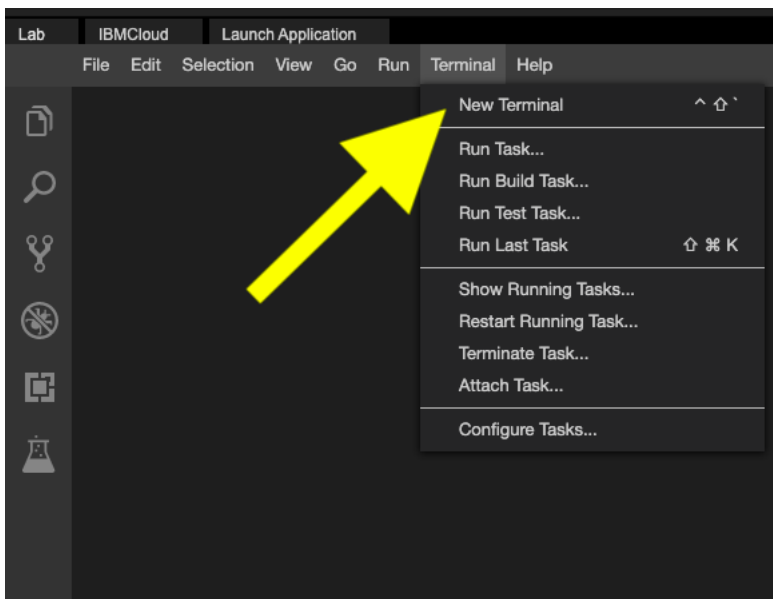 Lab IBMCloud Launch Application
File Edit Selection View Go Run Terminal Help
New Terminal ^ ⇧ `
Run Task...
Run Build Task...
Run Test Task...
Run Last Task ⇧ ⌘ K
Show Running Tasks...
Restart Running Task...
Terminate Task...
Attach Task...
Configure Tasks...